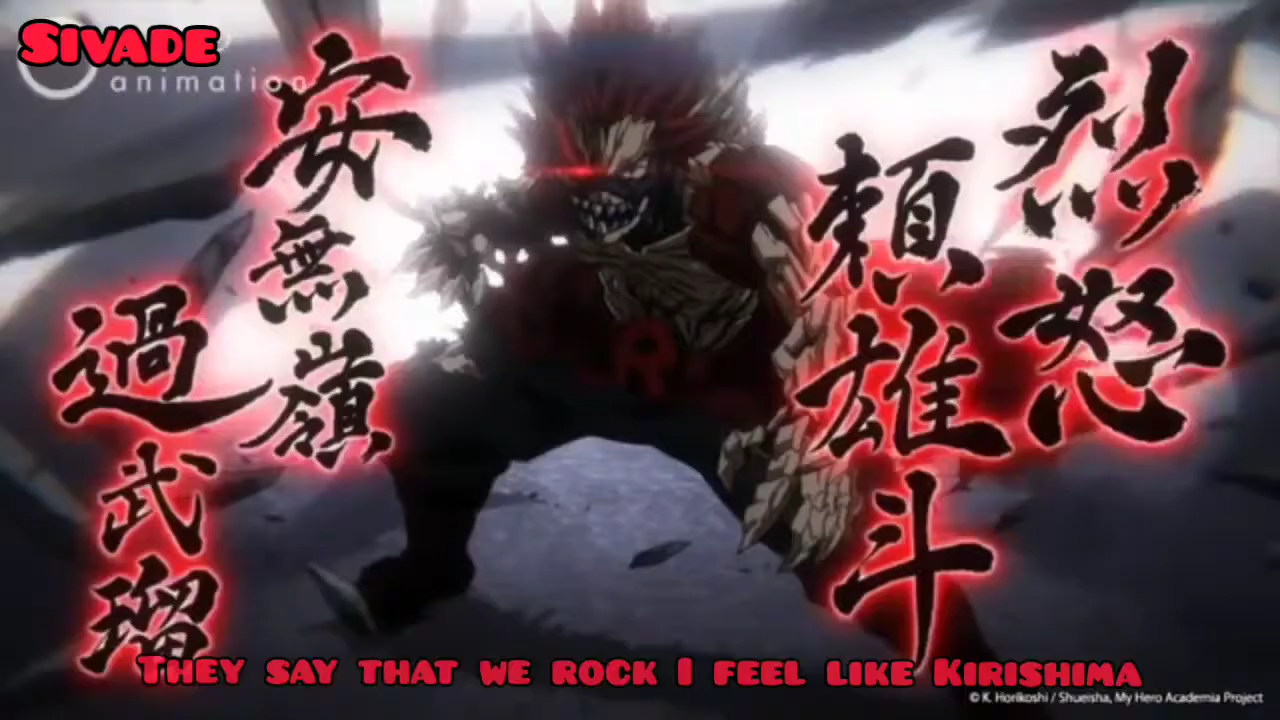 Sivade
animation
烈怒
頼雄斗
安無嶺
過武瑠
They say that we rock I feel like Kirishima
© K. Horikoshi / Shueisha, My Hero Academia Project